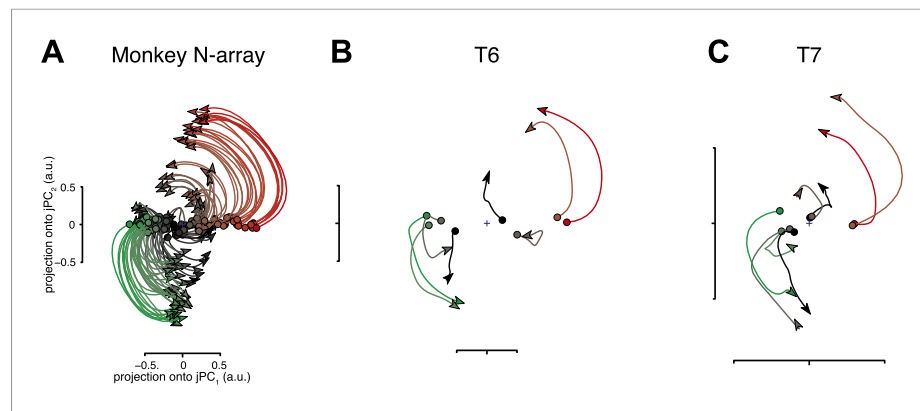 A Monkey N-array
B T6
C T7
projection onto jPC2 (a.u.)
0.5
0
−0.5
−0.5. 0 0.5
projection onto jPC1 (a.u.)